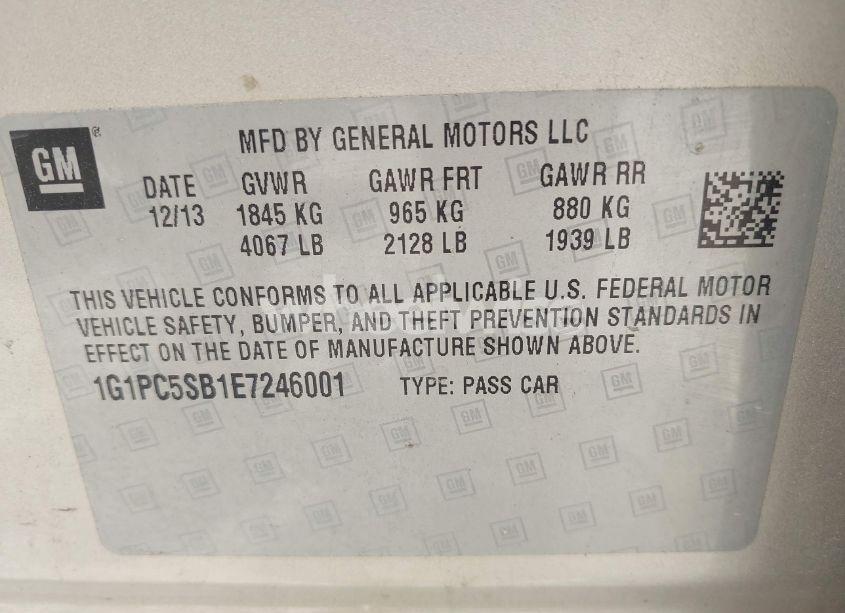 GM ®
MFD BY GENERAL MOTORS LLC
DATE GVWR GAWR FRT GAWR RR
12/13 1845 KG 965 KG 880 KG
4067 LB 2128 LB 1939 LB
THIS VEHICLE CONFORMS TO ALL APPLICABLE U.S. FEDERAL MOTOR
VEHICLE SAFETY, BUMPER, AND THEFT PREVENTION STANDARDS IN
EFFECT ON THE DATE OF MANUFACTURE SHOWN ABOVE.
1G1PC5SB1E7246001 TYPE: PASS CAR